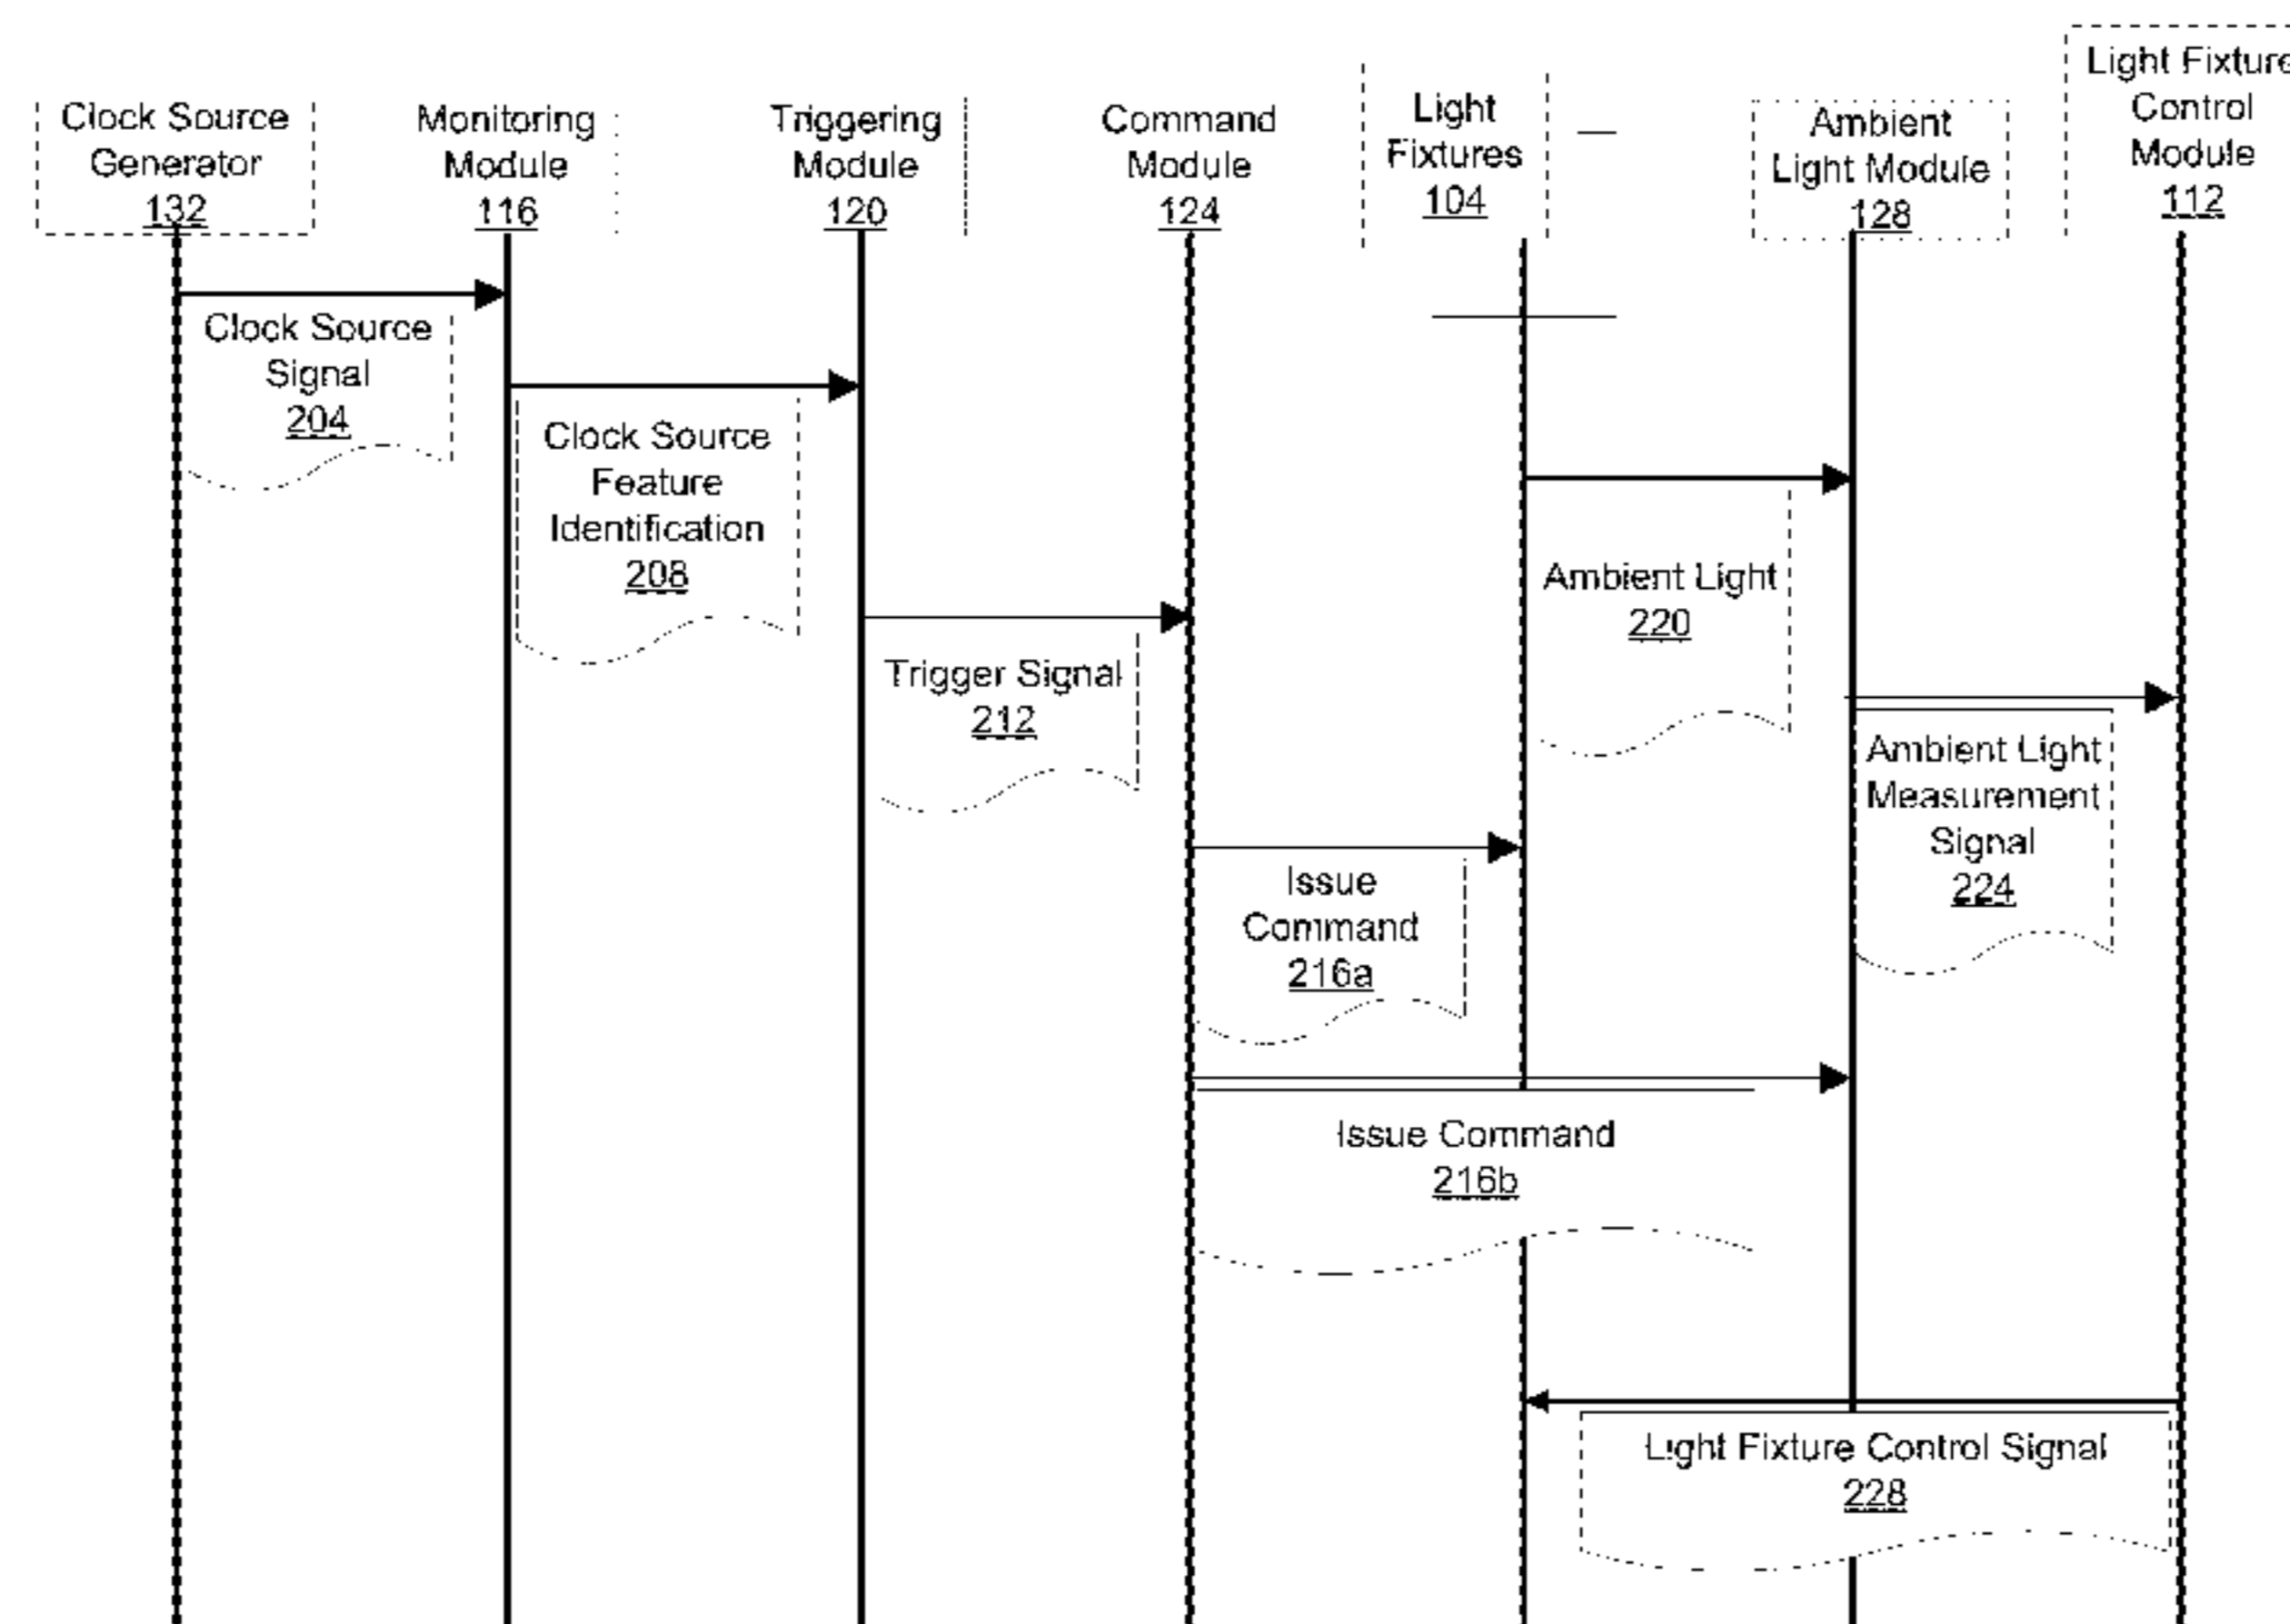 Clock Source
Generator
132
Monitoring
Module
116
Triggering
Module
120
Command
Module
124
Light
Fixtures
104
Ambient
Light Module
128
Light Fixture
Control
Module
112
Clock Source
Signal
204
Clock Source
Feature
Identification
208
Trigger Signal
212
Ambient Light
220
Ambient Light
Measurement
Signal
224
Issue
Command
216a
Issue Command
216b
Light Fixture Control Signal
228